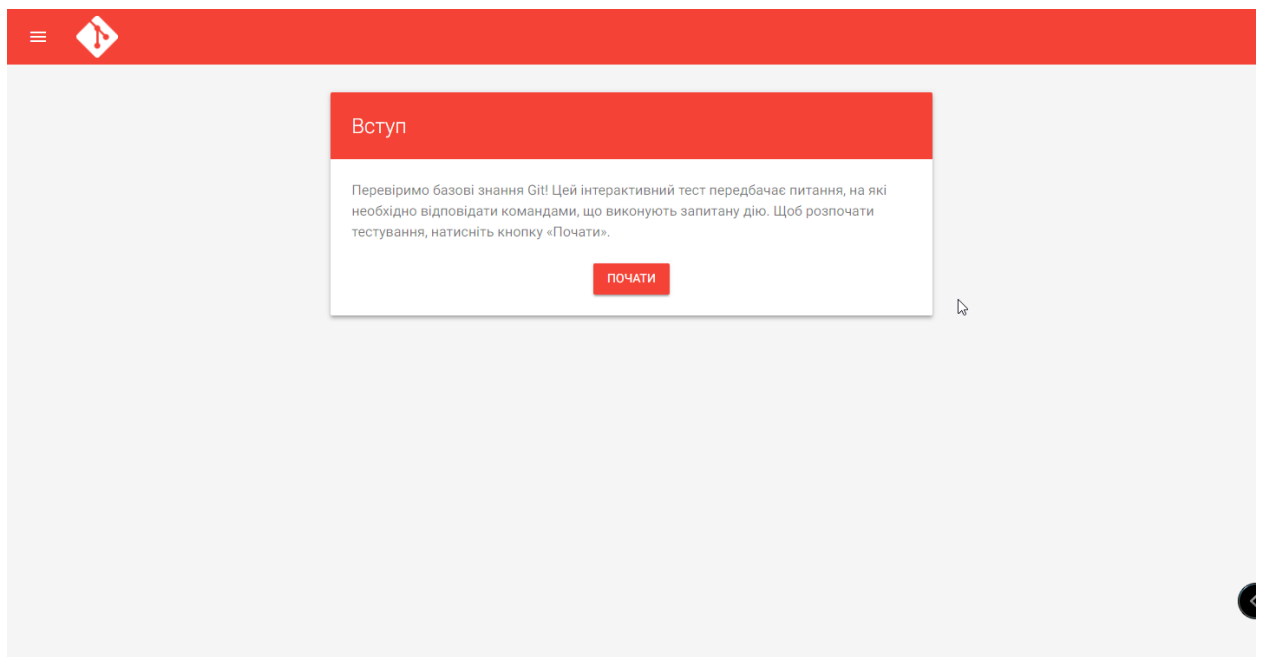 Вступ
Перевіримо базові знання Git! Цей інтерактивний тест передбачає питання, на які
необхідно відповідати командами, що виконують запитану дію. Щоб розпочати
тестування, натисніть кнопку «Почати».
ПОЧАТИ